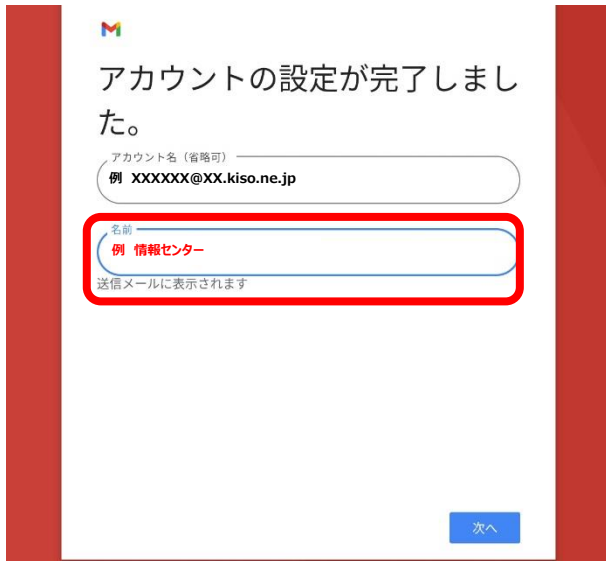 アカウントの設定が完了しまし
た。
アカウント名（省略可）
例 XXXXXX@XX.kiso.ne.jp
名前
例 情報センター
送信メールに表示されます
次へ